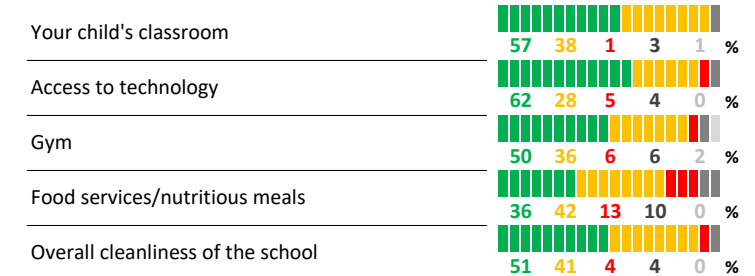 Your child's classroom
57 38 1 3 1 %
Access to technology
62 28 5 4 0 %
Gym
50 36 6 6 2 %
Food services/nutritious meals
36 42 13 10 0 %
Overall cleanliness of the school
51 41 4 4 0 %